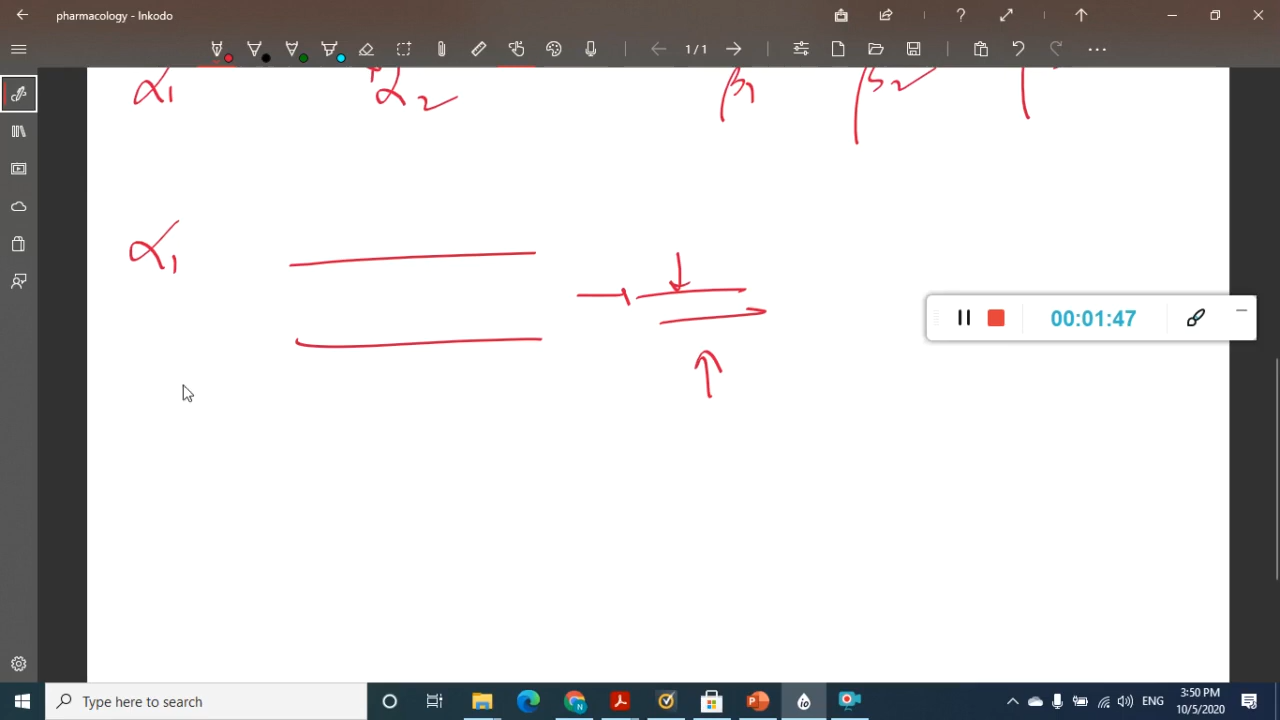 pharmacology - Inkodo
1/1
α1 α2 β1 β2
α1
00:01:47
Type here to search
ENG
3:50 PM
10/5/2020